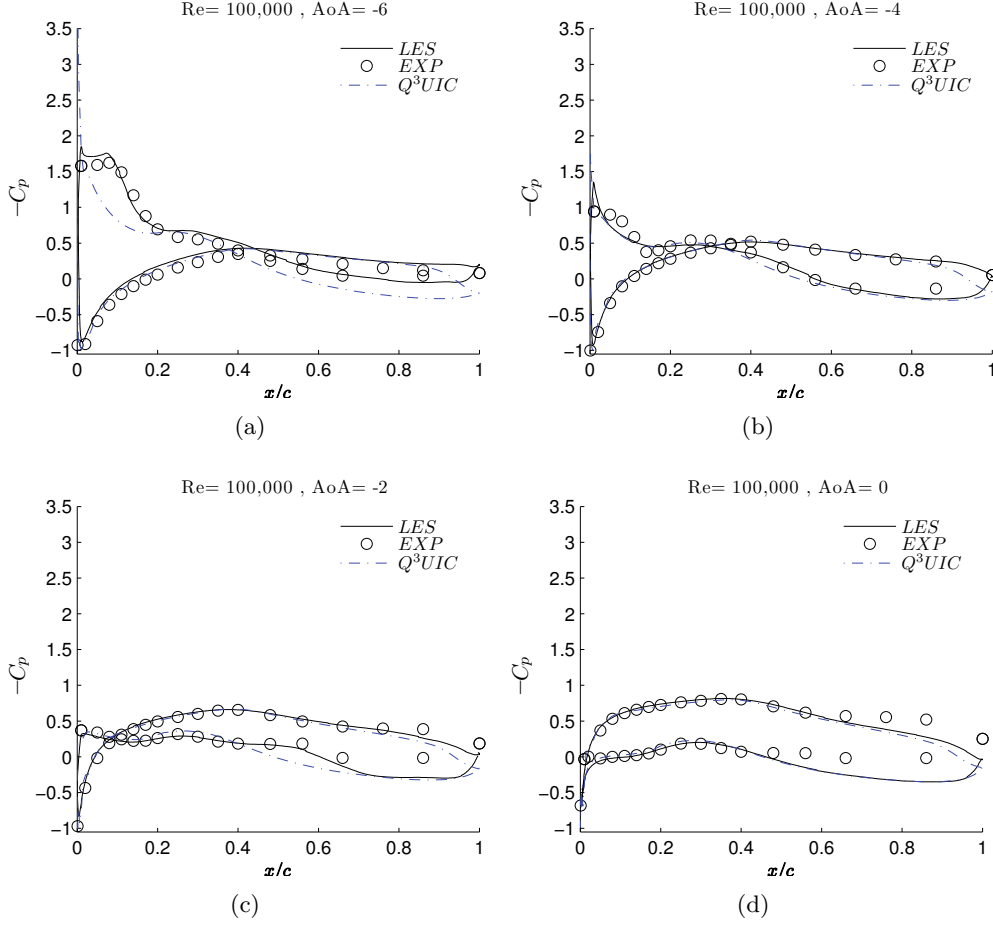 Re= 100,000 , AoA= -6
3.5
3
2.5
2
1.5
1
0.5
0
−0.5
−1
−Cp
LES
EXP
Q³UIC
0 0.2 0.4 0.6 0.8 1
x/c
(a)
Re= 100,000 , AoA= -4
3.5
3
2.5
2
1.5
1
0.5
0
−0.5
−1
−Cp
LES
EXP
Q³UIC
0 0.2 0.4 0.6 0.8 1
x/c
(b)
Re= 100,000 , AoA= -2
3.5
3
2.5
2
1.5
1
0.5
0
−0.5
−1
−Cp
LES
EXP
Q³UIC
0 0.2 0.4 0.6 0.8 1
x/c
(c)
Re= 100,000 , AoA= 0
3.5
3
2.5
2
1.5
1
0.5
0
−0.5
−1
−Cp
LES
EXP
Q³UIC
0 0.2 0.4 0.6 0.8 1
x/c
(d)